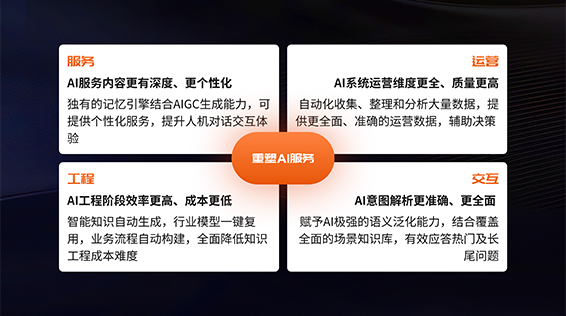 服务
AI服务内容更有深度、更个性化
独有的记忆引擎结合AIGC生成能力，可
提供个性化服务，提升人机对话交互体
验
运营
AI系统运营维度更全、质量更高
自动化收集、整理和分析大量数据，提
供更全面、准确的运营数据，辅助决策
重塑AI服务
工程
AI工程阶段效率更高、成本更低
智能知识自动生成，行业模型一键复
用，业务流程自动构建，全面降低知识
工程成本难度
交互
AI意图解析更准确、更全面
赋予AI极强的语义泛化能力，结合覆盖
全面的场景知识库，有效应答热门及长
尾问题